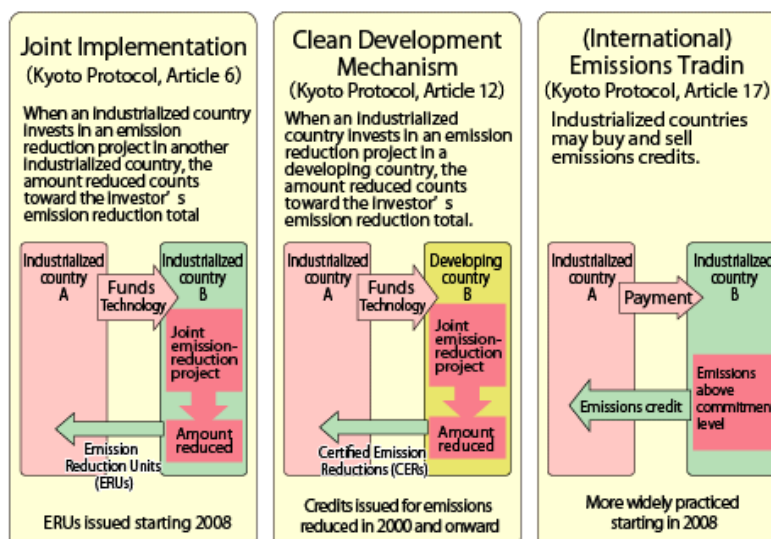 Joint Implementation
(Kyoto Protocol, Article 6)
When an industrialized country
invests in an emission
reduction project in another
industrialized country, the
amount reduced counts
toward the investor's
emission reduction total
Industrialized
country
A
Funds
Technology
Industrialized
country
B
Joint
emission-
reduction
project
Amount
reduced
Emission
Reduction Units
(ERUs)
ERUs issued starting 2008
Clean Development
Mechanism
(Kyoto Protocol, Article 12)
When an industrialized
country invests in an emission
reduction project in a
developing country, the
amount reduced counts
toward the investor's
emission reduction total.
Industrialized
country
A
Funds
Technology
Developing
country
B
Joint
emission-
reduction
project
Amount
reduced
Certified Emission
Reductions (CERs)
Credits issued for emissions
reduced in 2000 and onward
(International)
Emissions Tradin
(Kyoto Protocol, Article 17)
Industrialized countries
may buy and sell
emissions credits.
Industrialized
country
A
Payment
Industrialized
country
B
Emissions
above
commitment
level
Emissions credit
More widely practiced
starting in 2008